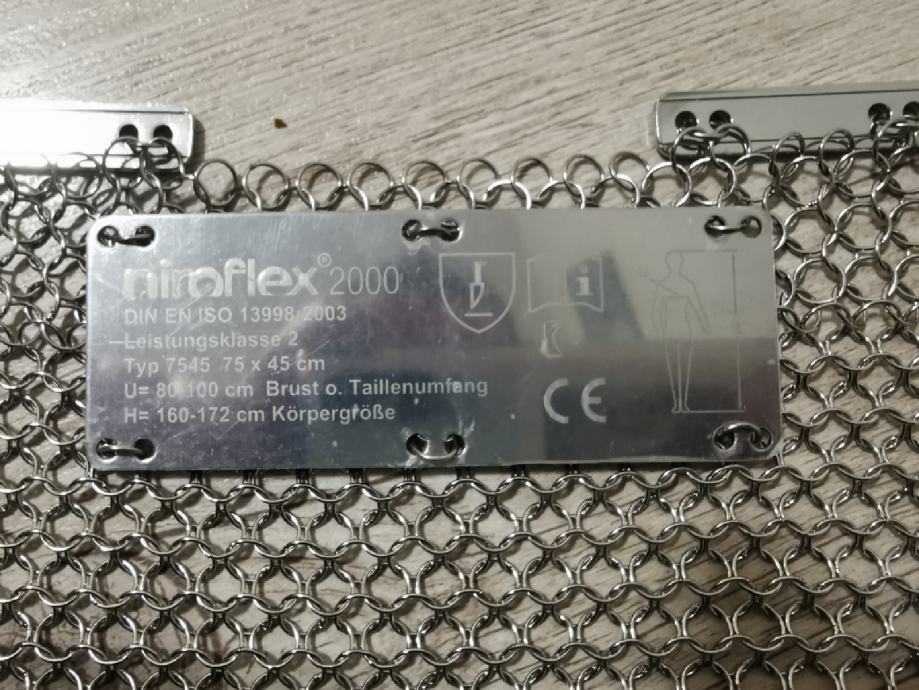 niroflex® 2000
DIN EN ISO 13998:2003
Leistungsklasse 2
Typ 7545 75 x 45 cm
U= 80-100 cm Brust o. Taillenumfang
H= 160-172 cm Körpergröße
i
CE
U